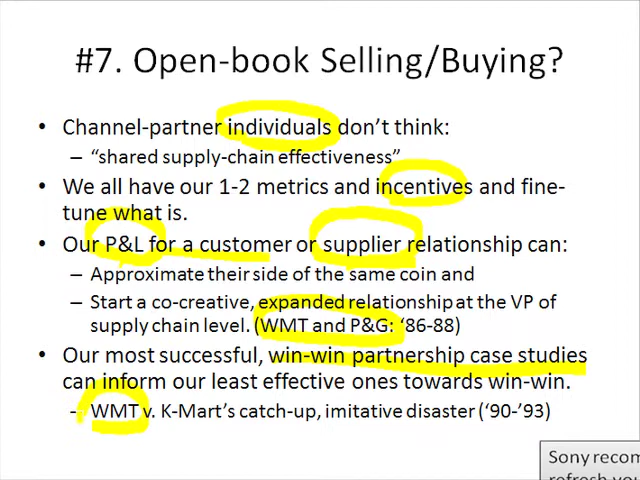 #7. Open-book Selling/Buying?
• Channel-partner individuals don't think:
– "shared supply-chain effectiveness"
• We all have our 1-2 metrics and incentives and fine-
tune what is.
• Our P&L for a customer or supplier relationship can:
– Approximate their side of the same coin and
– Start a co-creative, expanded relationship at the VP of
supply chain level. (WMT and P&G: '86-88)
• Our most successful, win-win partnership case studies
can inform our least effective ones towards win-win.
– WMT v. K-Mart's catch-up, imitative disaster ('90-'93)
Sony recom